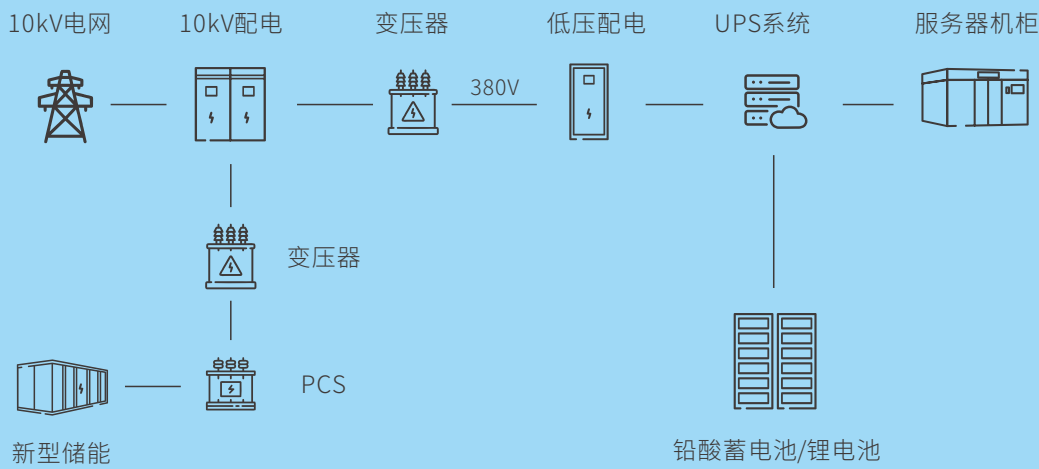 10kV电网
10kV配电
变压器
低压配电
UPS系统
服务器机柜
380V
变压器
PCS
新型储能
铅酸蓄电池/锂电池